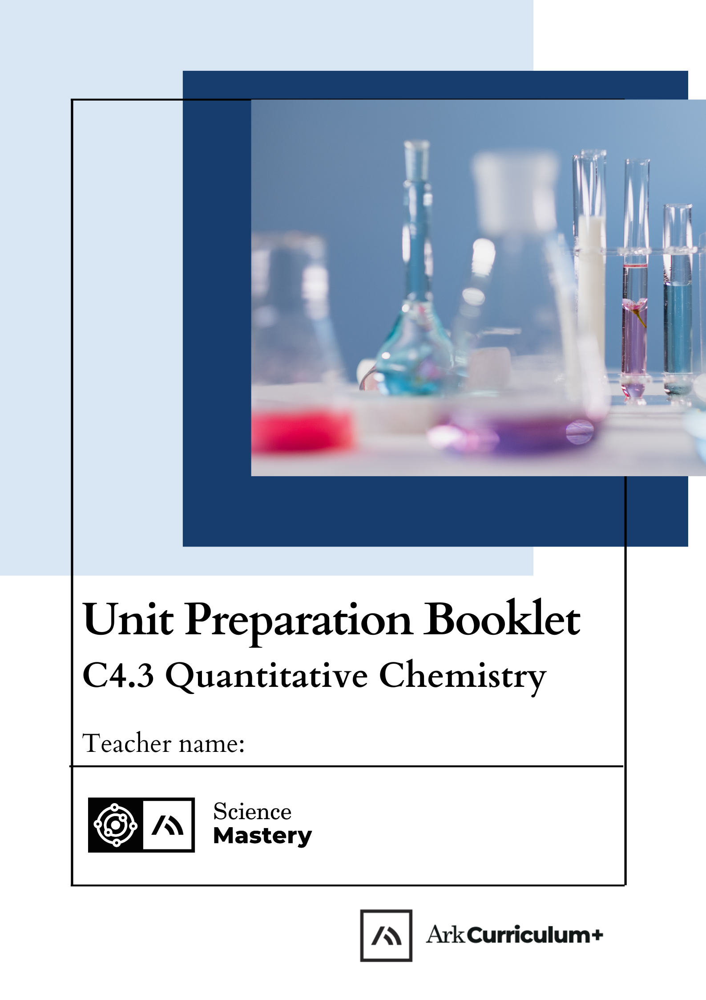 Unit Preparation Booklet
C4.3 Quantitative Chemistry
Teacher name:
Science
Mastery
Ark Curriculum+